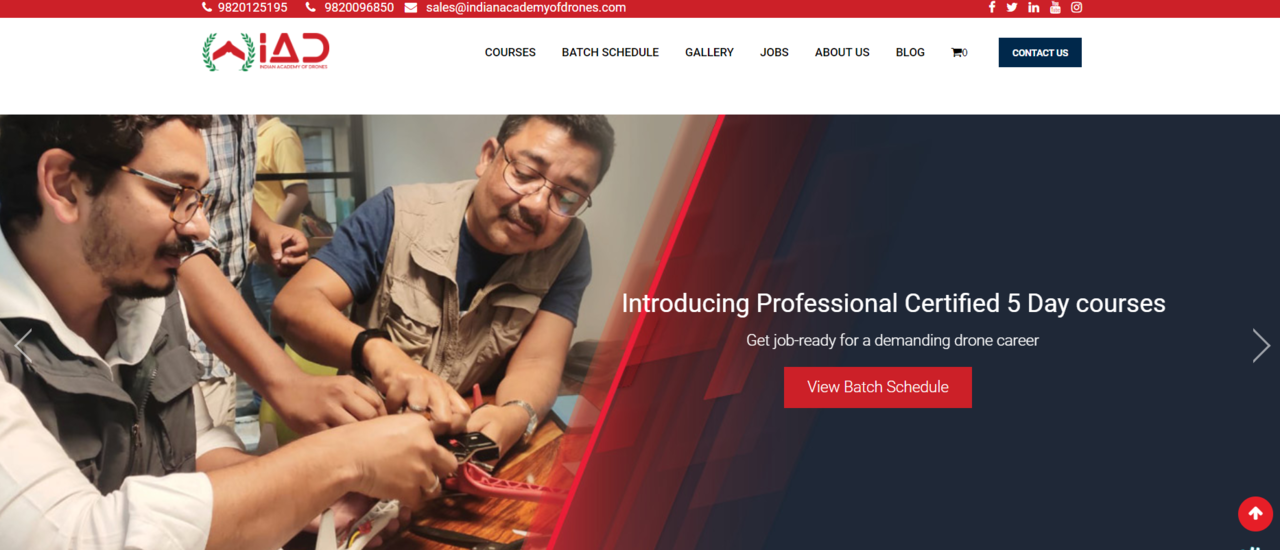 9820125195 9820096850 sales@indianacademyofdrones.com
IAD
INDIAN ACADEMY OF DRONES
COURSES BATCH SCHEDULE GALLERY JOBS ABOUT US BLOG 0 CONTACT US
Introducing Professional Certified 5 Day courses
Get job-ready for a demanding drone career
View Batch Schedule